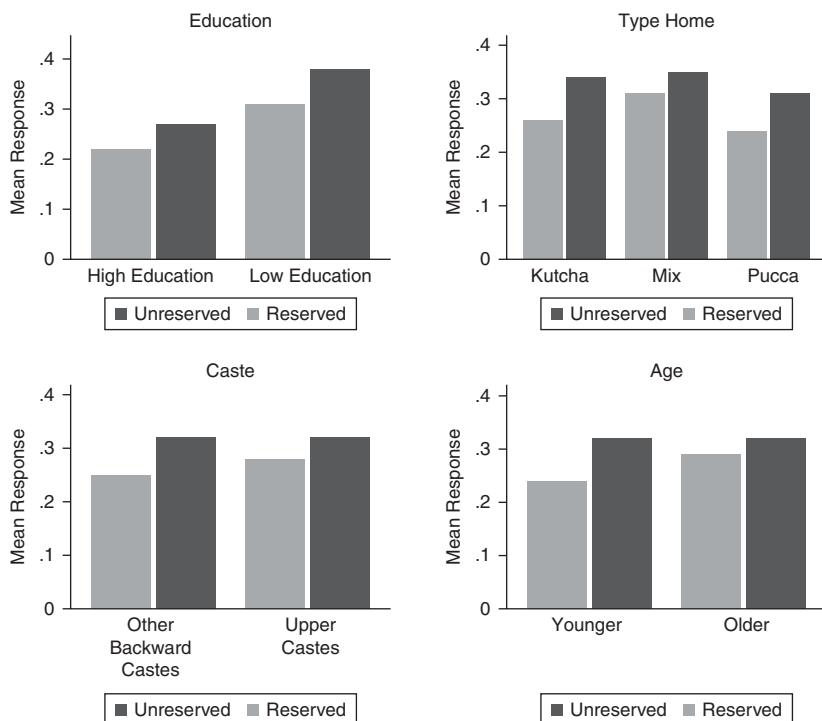 Education
Mean Response
.4
.3
.2
.1
0
High Education Low Education
Unreserved Reserved
Type Home
Mean Response
.4
.3
.2
.1
0
Kutcha Mix Pucca
Unreserved Reserved
Caste
Mean Response
.4
.3
.2
.1
0
Other
Backward
Castes
Upper
Castes
Unreserved Reserved
Age
Mean Response
.4
.3
.2
.1
0
Younger Older
Unreserved Reserved